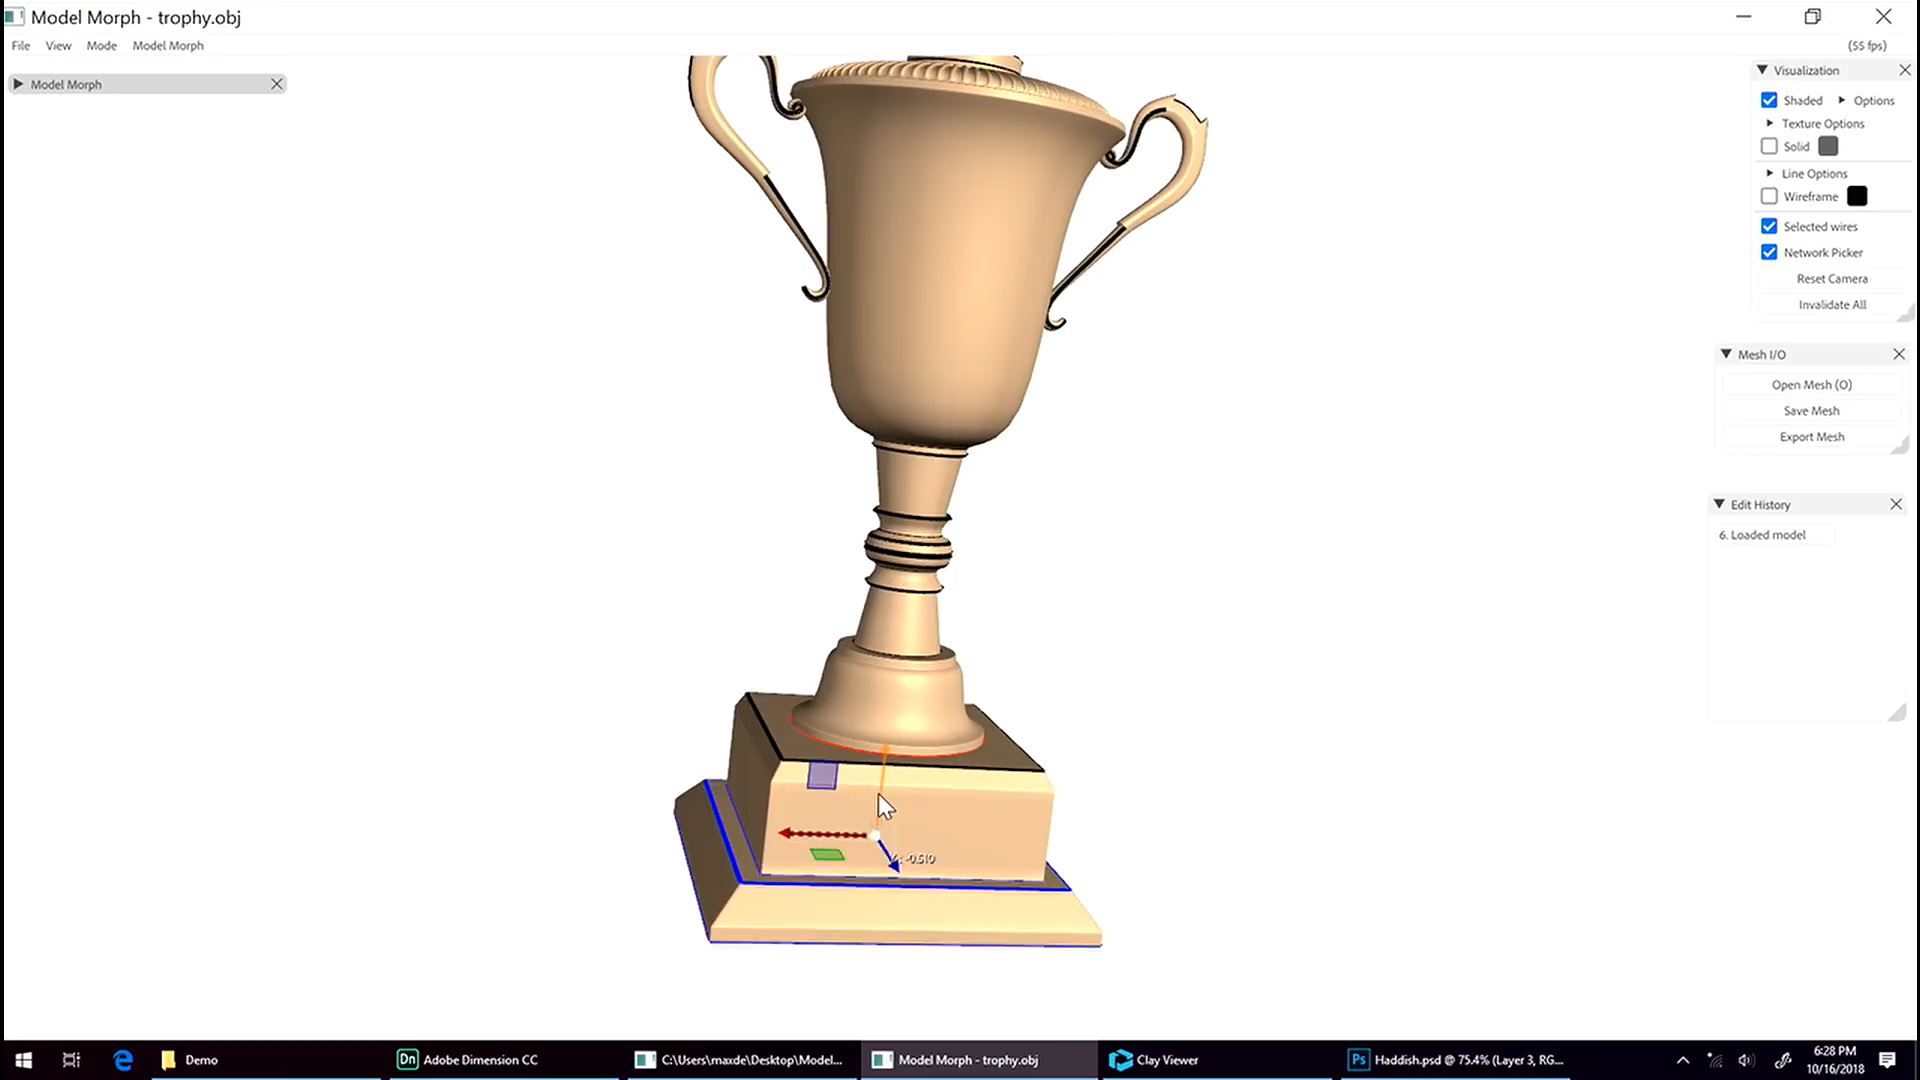 Model Morph - trophy.obj
File View Mode Model Morph
(55 fps)
Model Morph
Visualization
Shaded Options
Texture Options
Solid
Line Options
Wireframe
Selected wires
Network Picker
Reset Camera
Invalidate All
Mesh I/O
Open Mesh (O)
Save Mesh
Export Mesh
Edit History
6. Loaded model
-0.510
Demo
Dn Adobe Dimension CC
C:\Users\maxde\Desktop\Model...
Model Morph - trophy.obj
Clay Viewer
Ps Haddish.psd @ 75.4% (Layer 3, RG...
6:28 PM
10/16/2018